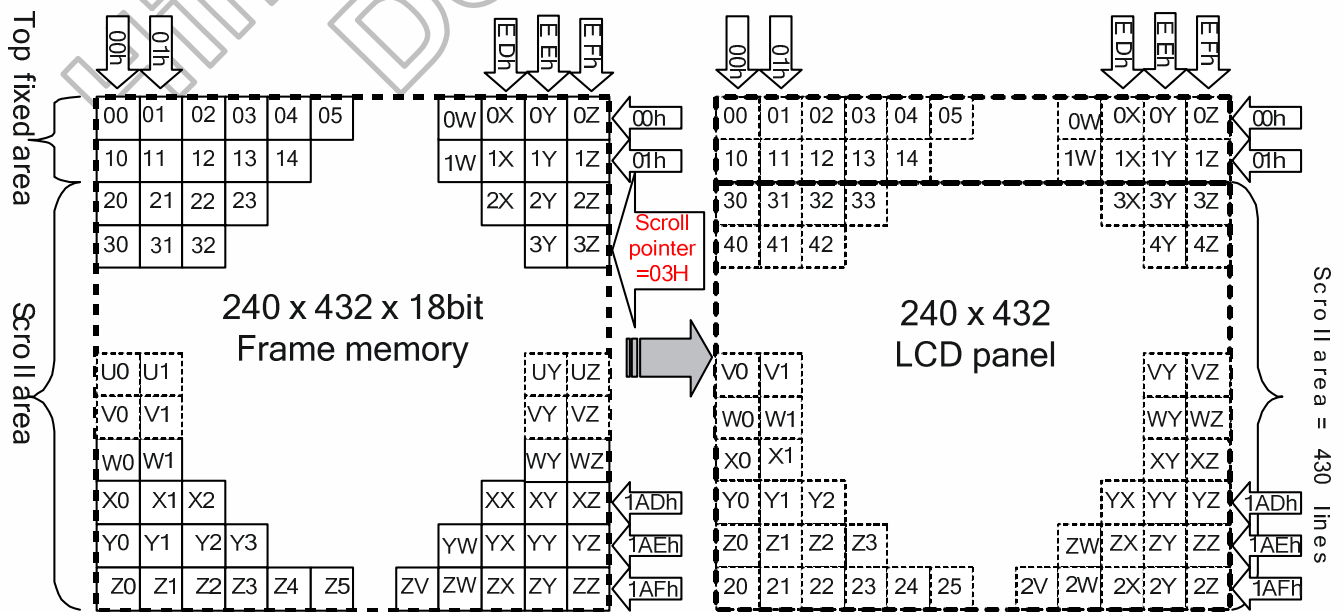 00h 01h E Dh E Eh E Fh 00h 01h E Dh E Eh E Fh
Top fixed area
00 01 02 03 04 05 0W 0X 0Y 0Z 00h 00 01 02 03 04 05 0W 0X 0Y 0Z 00h
10 11 12 13 14 1W 1X 1Y 1Z 01h 10 11 12 13 14 1W 1X 1Y 1Z 01h
20 21 22 23 2X 2Y 2Z 30 31 32 33 3X 3Y 3Z
30 31 32 3Y 3Z 40 41 42 4Y 4Z
Scroll
pointer
=03H
Scroll area
240 x 432 x 18bit
Frame memory
240 x 432
LCD panel
Scroll area = 430 lines
U0 U1 UY UZ V0 V1 VY VZ
V0 V1 VY VZ W0 W1 WY WZ
W0 W1 WY WZ X0 X1 XY XZ
X0 X1 X2 XX XY XZ 1ADh Y0 Y1 Y2 YX YY YZ 1ADh
Y0 Y1 Y2 Y3 YW YX YY YZ 1AEh Z0 Z1 Z2 Z3 ZW ZX ZY ZZ 1AEh
Z0 Z1 Z2 Z3 Z4 Z5 ZV ZW ZX ZY ZZ 1AFh 20 21 22 23 24 25 2V 2W 2X 2Y 2Z 1AFh